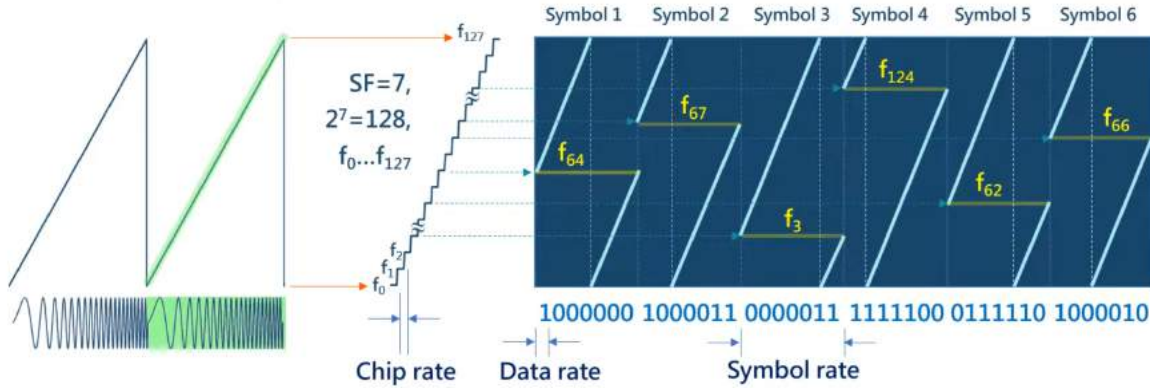 Symbol 1 Symbol 2 Symbol 3 Symbol 4 Symbol 5 Symbol 6
f₁₂₇
SF=7,
2⁷=128,
f₀...f₁₂₇
f₂
f₁
f₀
f₆₄
f₆₇
f₃
f₁₂₄
f₆₂
f₆₆
1000000 1000011 0000011 1111100 0111110 1000010
Chip rate Data rate Symbol rate